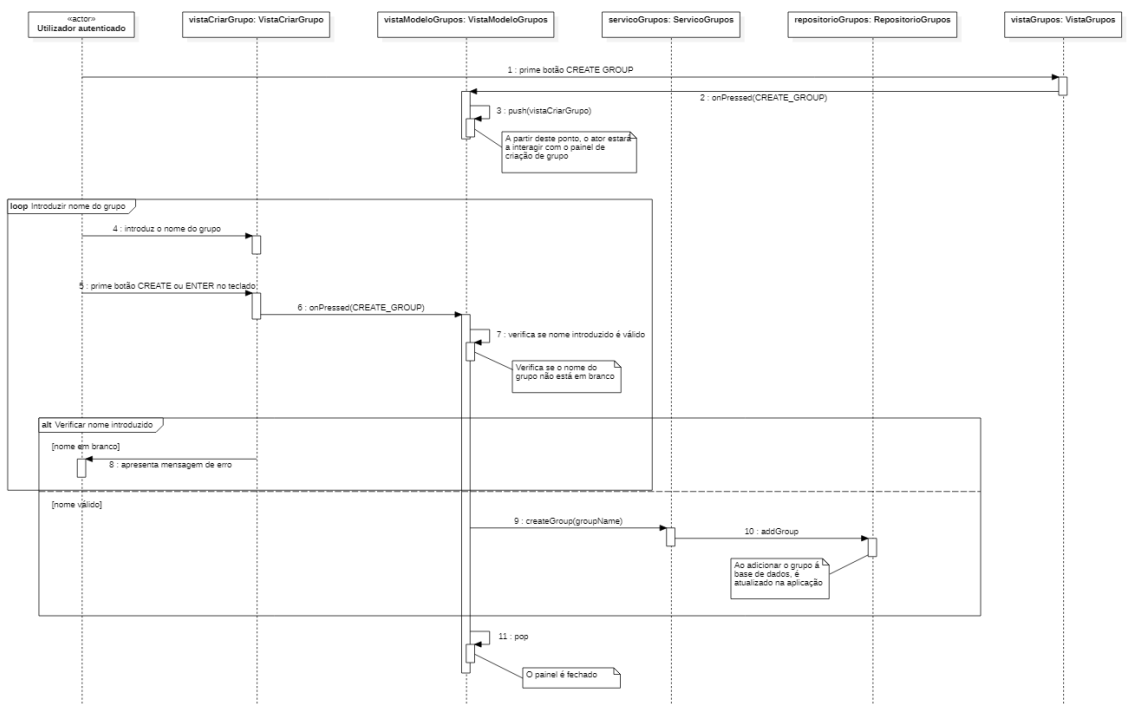 «actor»
Utilizador autenticado
vistaCriarGrupo: VistaCriarGrupo
vistaModeloGrupos: VistaModeloGrupos
servicoGrupos: ServicoGrupos
repositorioGrupos: RepositorioGrupos
vistaGrupos: VistaGrupos
1 : prime botão CREATE GROUP
2 : onPressed(CREATE_GROUP)
3 : push(vistaCriarGrupo)
A partir deste ponto, o ator estará
a interagir com o painel de
criação de grupo
loop Introduzir nome do grupo
4 : introduz o nome do grupo
5 : prime botão CREATE ou ENTER no teclado
6 : onPressed(CREATE_GROUP)
7 : verifica se nome introduzido é válido
Verifica se o nome do
grupo não está em branco
alt Verificar nome introduzido
[nome em branco]
8 : apresenta mensagem de erro
[nome válido]
9 : createGroup(groupName)
10 : addGroup
Ao adicionar o grupo á
base de dados, é
atualizado na aplicação
11 : pop
O painel é fechado